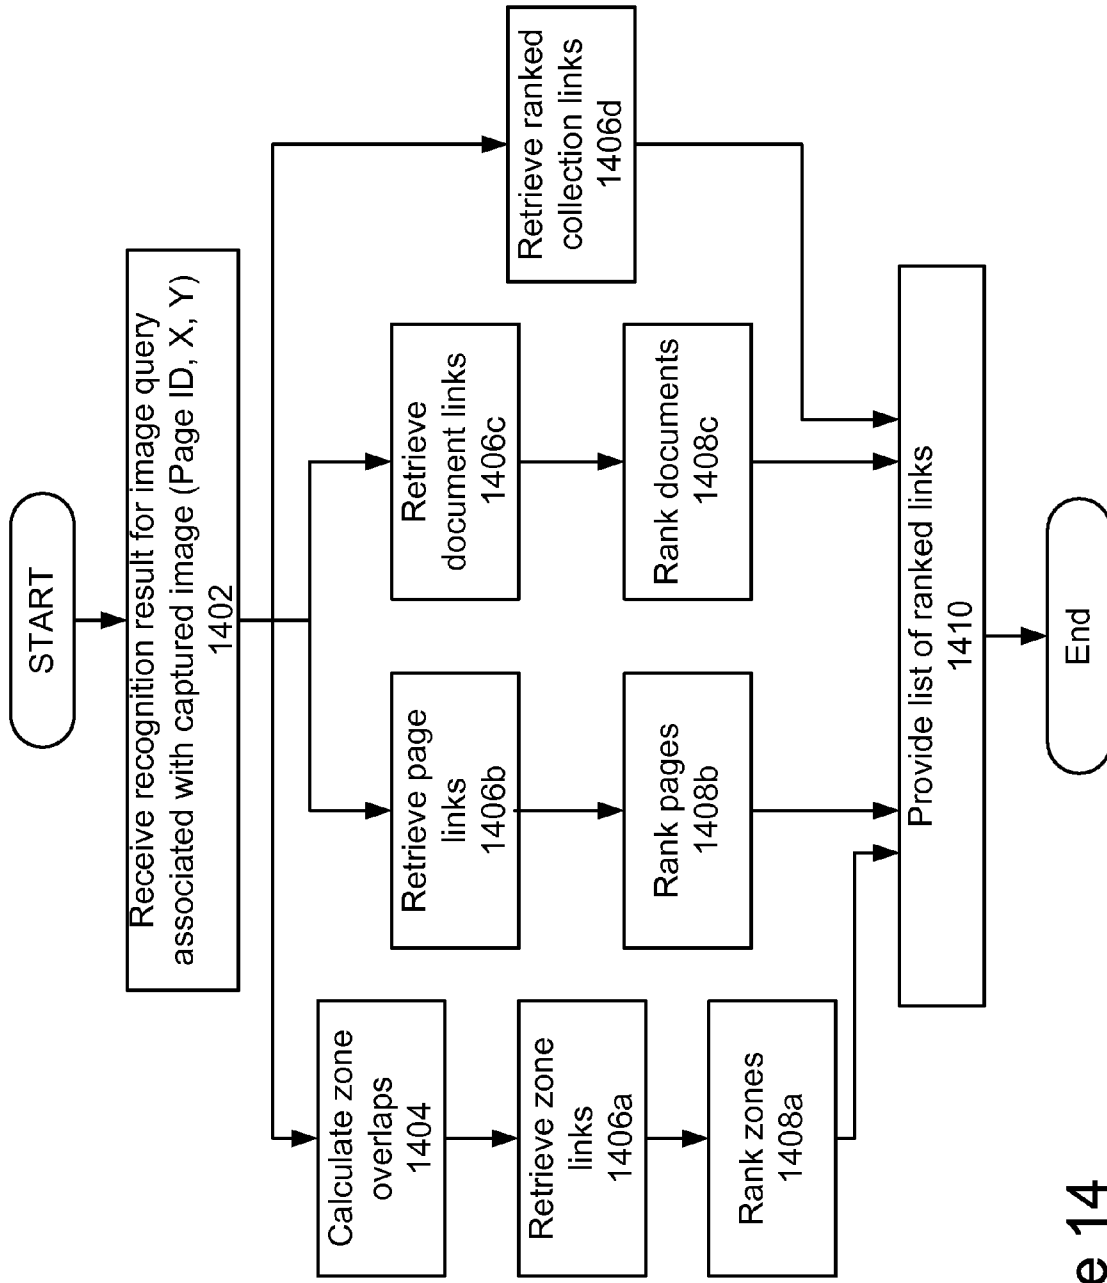 START
Receive recognition result for image query
associated with captured image (Page ID, X, Y)
1402
Calculate zone
overlaps
1404
Retrieve zone
links
1406a
Rank zones
1408a
Retrieve page
links
1406b
Rank pages
1408b
Retrieve
document links
1406c
Rank documents
1408c
Retrieve ranked
collection links
1406d
Provide list of ranked links
1410
End
e 14